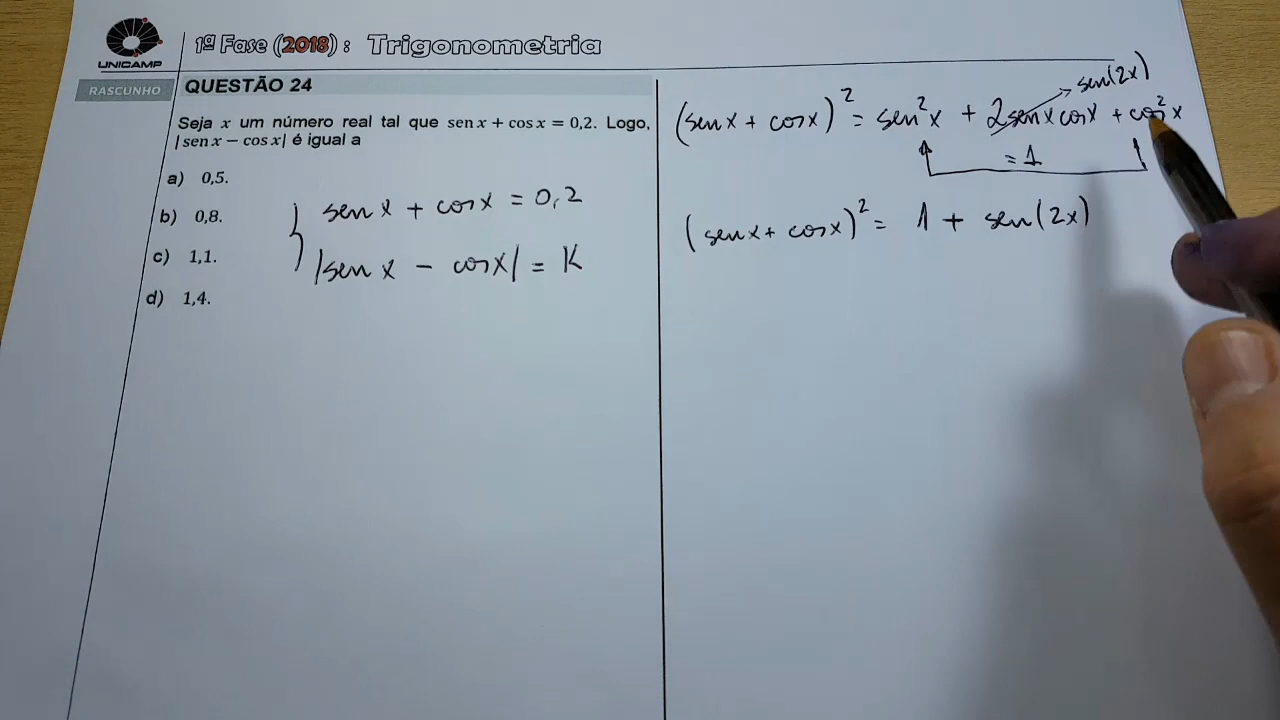 UNICAMP
1ª Fase (2018) : Trigonometria
RASCUNHO
QUESTÃO 24
Seja x um número real tal que sen x + cos x = 0,2. Logo,
|sen x − cos x| é igual a
a) 0,5.
b) 0,8.
c) 1,1.
d) 1,4.
sen x + cos x = 0,2
|sen x − cos x| = K
sen(2x)
(sen x + cos x)² = sen²x + 2 sen x cos x + cos²x
= 1
(sen x + cos x)² = 1 + sen(2x)